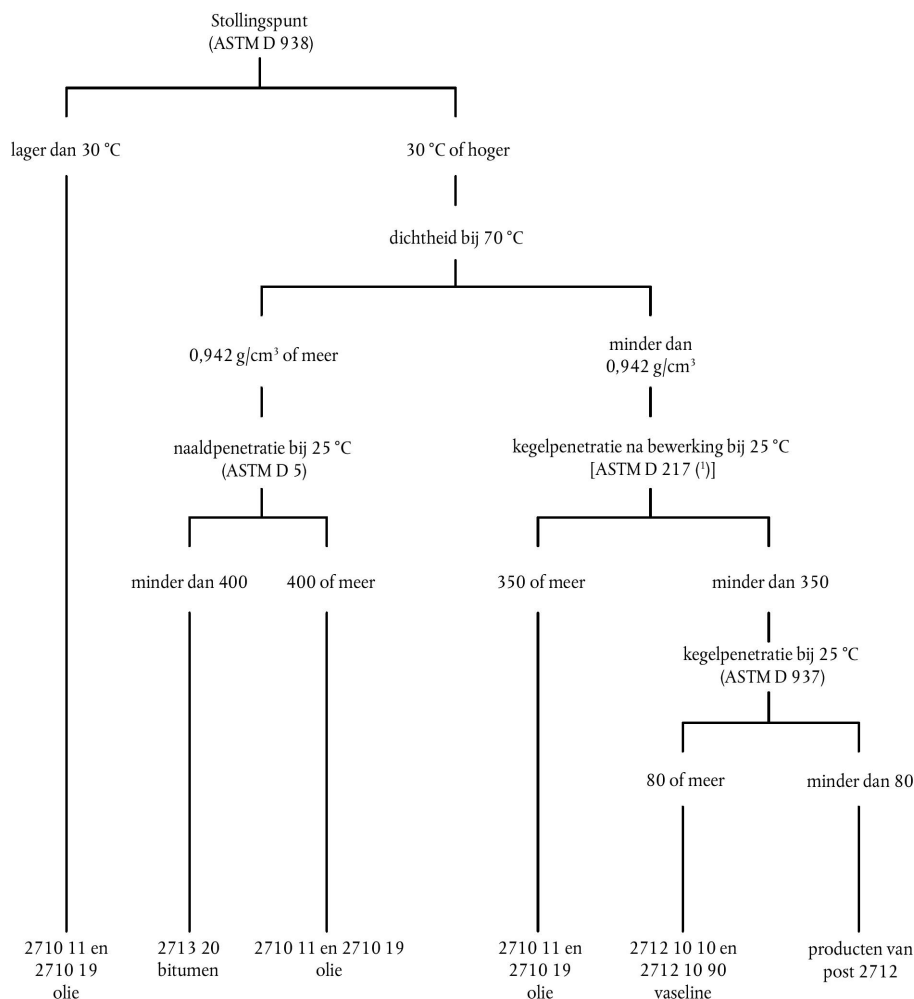 Stollingspunt
(ASTM D 938)
lager dan 30 °C
30 °C of hoger
dichtheid bij 70 °C
0,942 g/cm³ of meer
minder dan
0,942 g/cm³
naaldpenetratie bij 25 °C
(ASTM D 5)
kegelpenetratie na bewerking bij 25 °C
[ASTM D 217 (¹)]
minder dan 400
400 of meer
350 of meer
minder dan 350
kegelpenetratie bij 25 °C
(ASTM D 937)
80 of meer
minder dan 80
2710 11 en
2710 19
olie
2713 20
bitumen
2710 11 en 2710 19
olie
2710 11 en
2710 19
olie
2712 10 10 en
2712 10 90
vaseline
producten van
post 2712